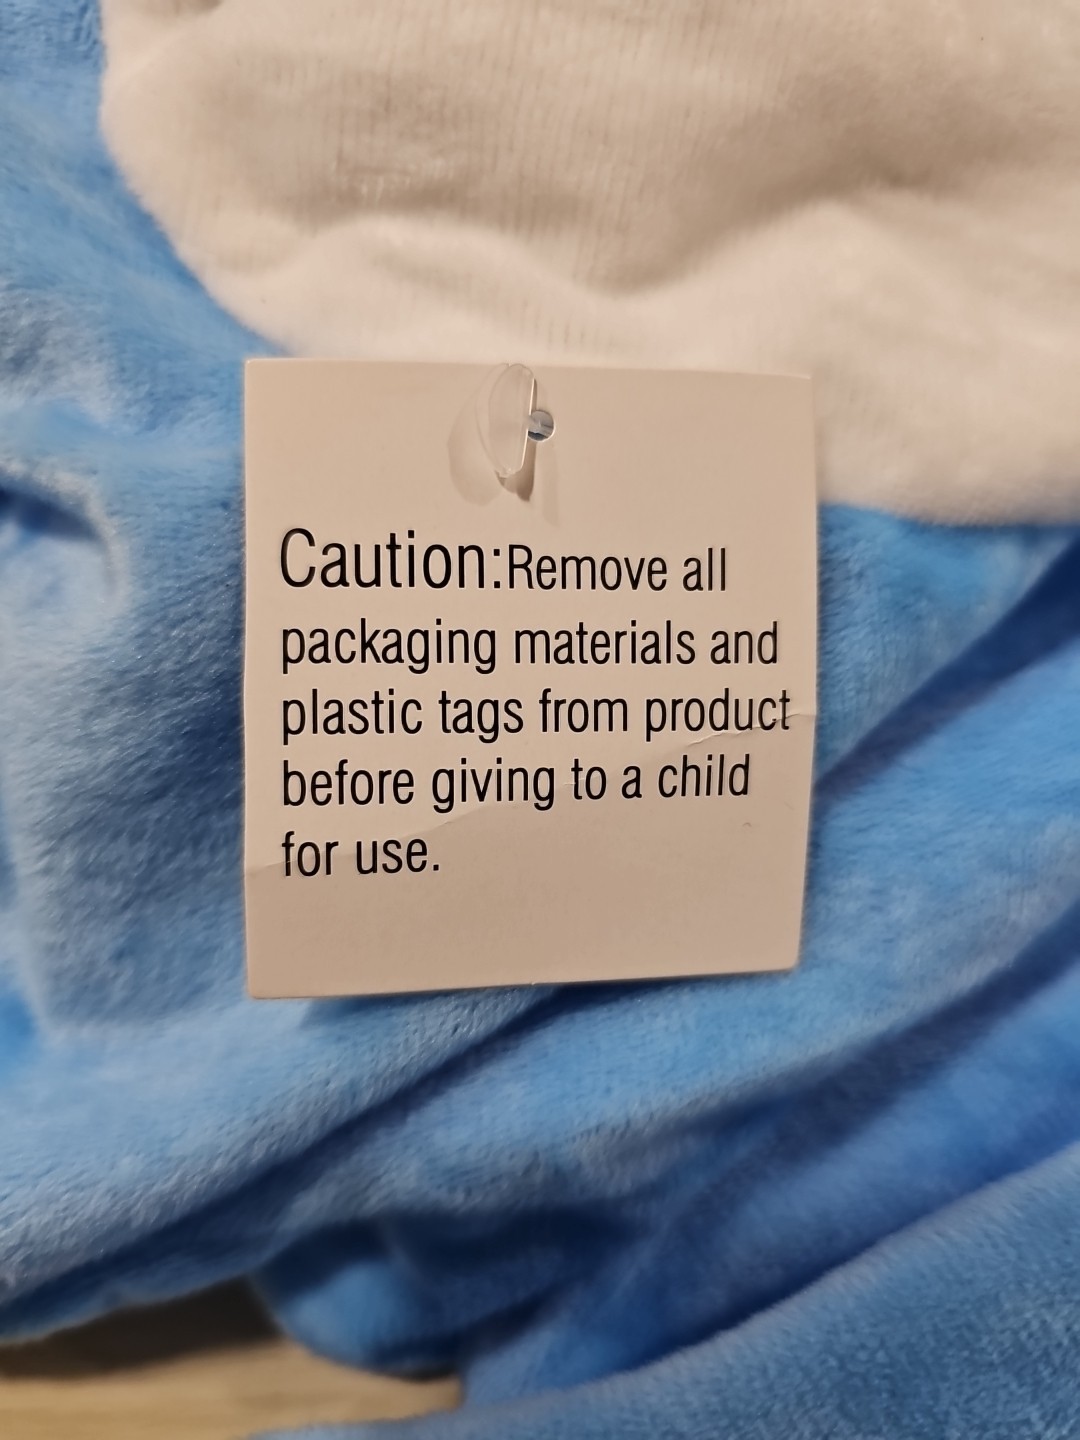 Caution:Remove all
packaging materials and
plastic tags from product
before giving to a child
for use.